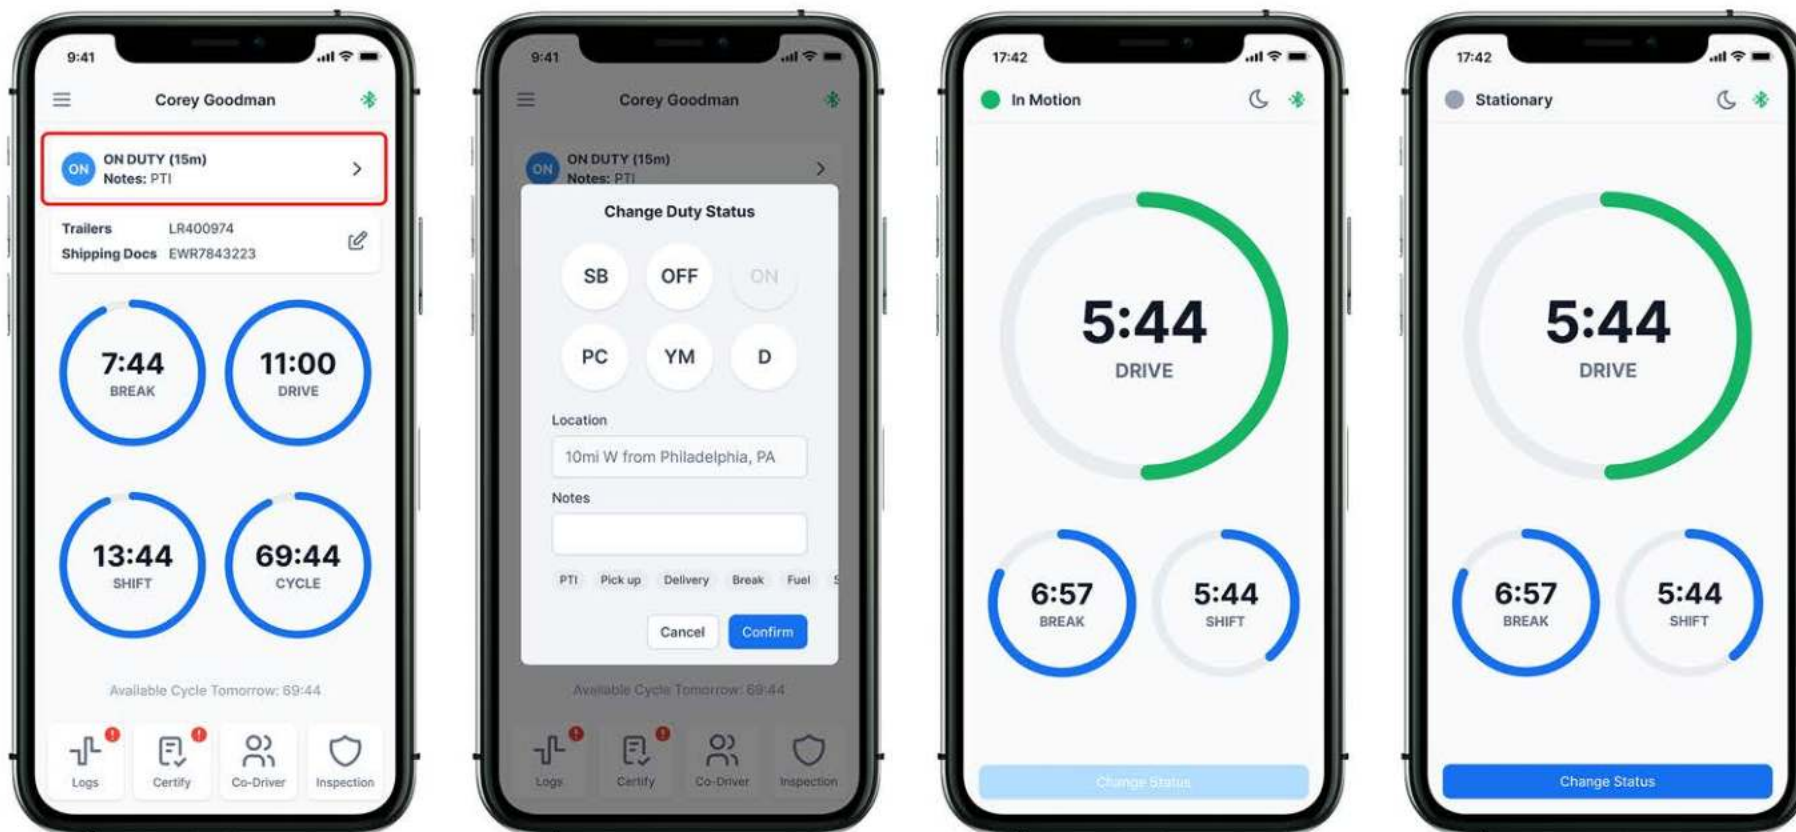 9:41
Corey Goodman
ON
ON DUTY (15m)
Notes: PTI
Trailers LR400974
Shipping Docs EWR7843223
7:44
BREAK
11:00
DRIVE
13:44
SHIFT
69:44
CYCLE
Available Cycle Tomorrow: 69:44
Logs
Certify
Co-Driver
Inspection
9:41
Corey Goodman
ON
ON DUTY (15m)
Notes: PTI
Change Duty Status
SB OFF ON
PC YM D
Location
10mi W from Philadelphia, PA
Notes
PTI Pick up Delivery Break Fuel
Cancel Confirm
Available Cycle Tomorrow: 69:44
Logs
Certify
Co-Driver
Inspection
17:42
In Motion
5:44
DRIVE
6:57
BREAK
5:44
SHIFT
Change Status
17:42
Stationary
5:44
DRIVE
6:57
BREAK
5:44
SHIFT
Change Status